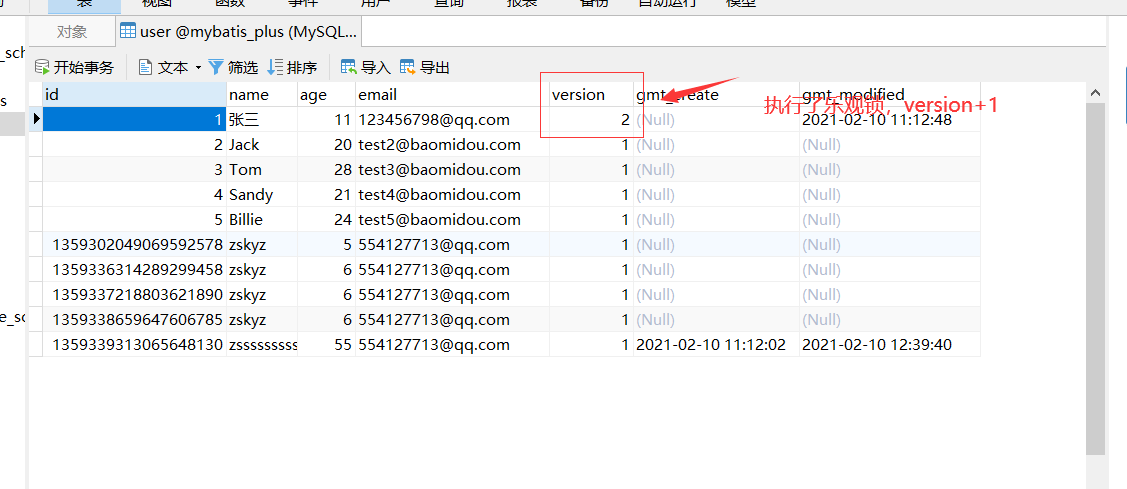 表 视图 函数 事件 用户 查询 报表 备份 自动运行 模型
对象 user @mybatis_plus (MySQL...
_sch
开始事务 文本 筛选 排序 导入 导出
id name age email version gmt_create gmt_modified
执行了乐观锁，version+1
1 张三 11 123456798@qq.com 2 (Null) 2021-02-10 11:12:48
2 Jack 20 test2@baomidou.com 1 (Null) (Null)
3 Tom 28 test3@baomidou.com 1 (Null) (Null)
4 Sandy 21 test4@baomidou.com 1 (Null) (Null)
5 Billie 24 test5@baomidou.com 1 (Null) (Null)
1359302049069592578 zskyz 5 554127713@qq.com 1 (Null) (Null)
1359336314289299458 zskyz 6 554127713@qq.com 1 (Null) (Null)
1359337218803621890 zskyz 6 554127713@qq.com 1 (Null) (Null)
1359338659647606785 zskyz 6 554127713@qq.com 1 (Null) (Null)
e_sc
1359339313065648130 zsssssssss 55 554127713@qq.com 1 2021-02-10 11:12:02 2021-02-10 12:39:40